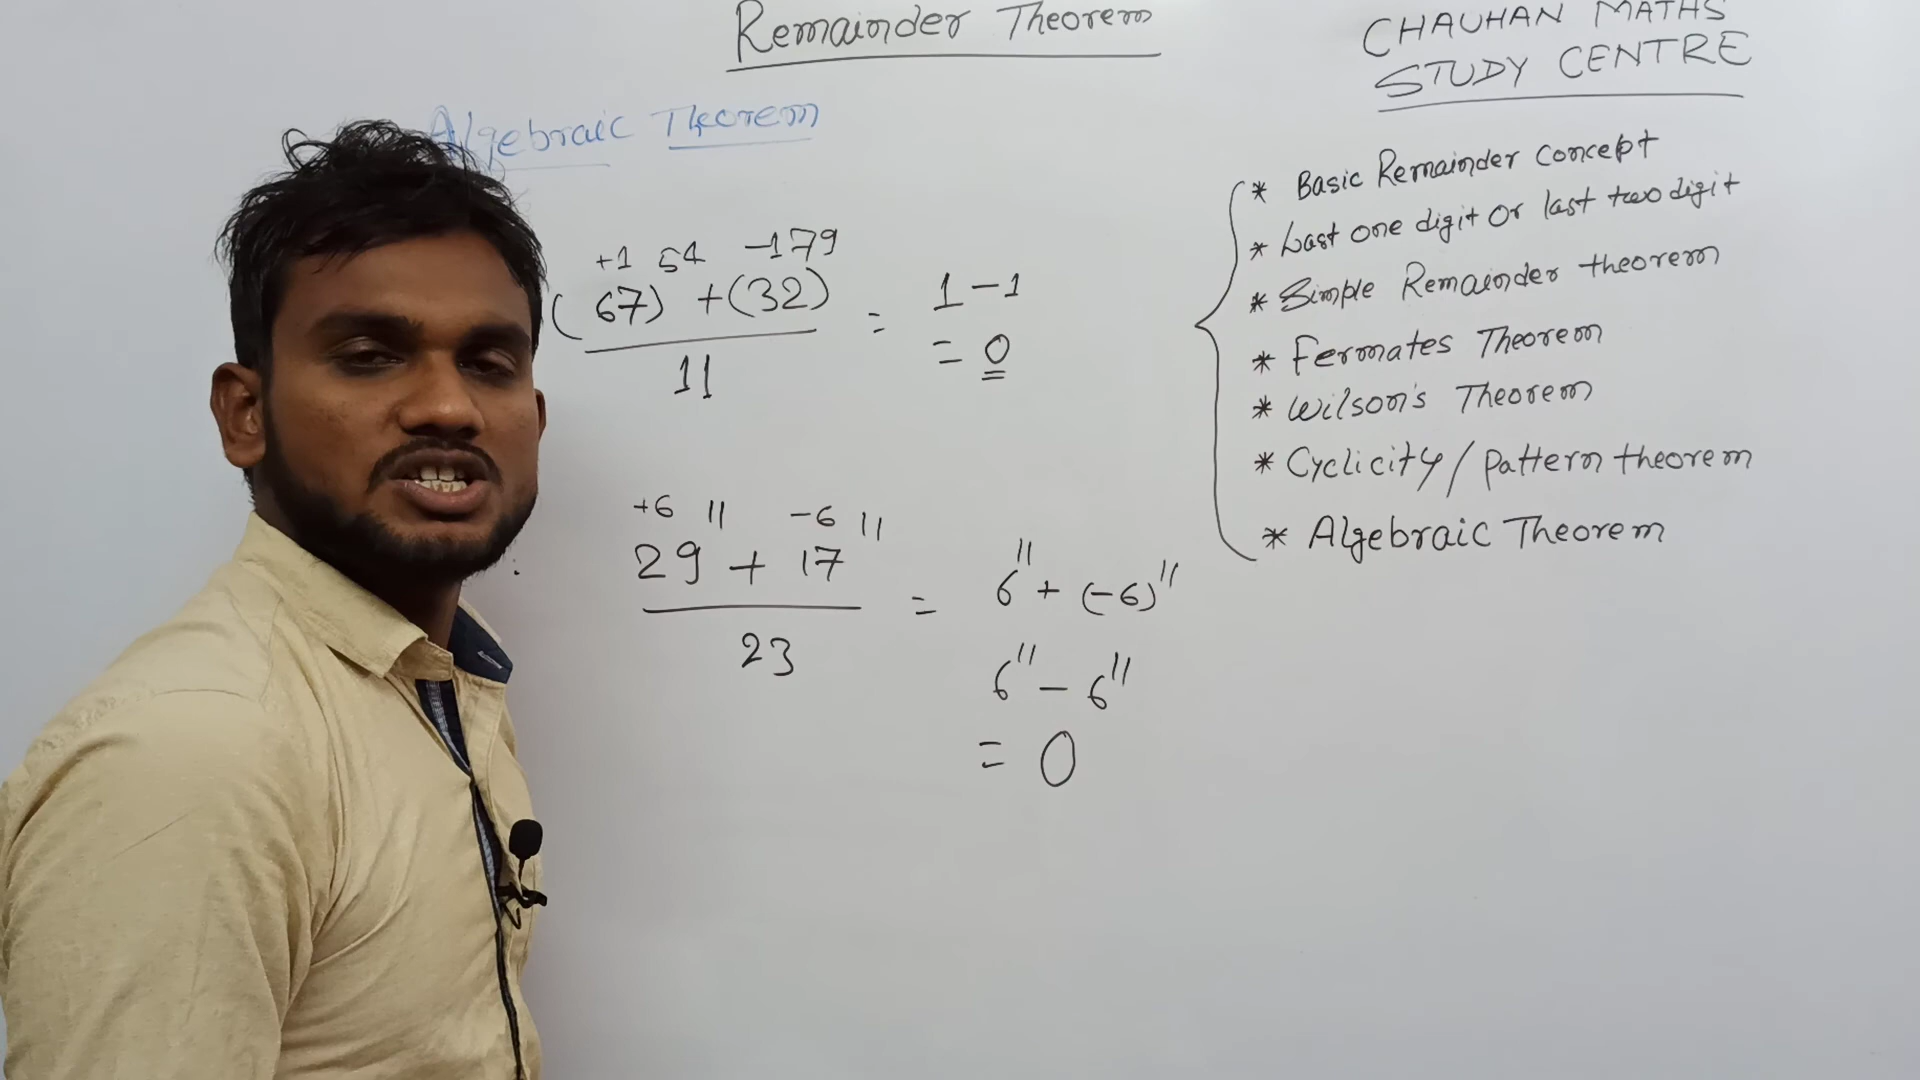 Remainder Theorem
CHAUHAN MATHS
STUDY CENTRE
Algebraic Theorem
* Basic Remainder concept
* Last one digit or last two digit
* Simple Remainder theorem
* Fermates Theorem
* Wilson's Theorem
* Cyclicity / pattern theorem
* Algebraic Theorem
+1 54 -179
(67) + (32)
11
= 1-1
= 0
+6 11 -6 11
29 + 17
23
= 6^11 + (-6)^11
6^11 - 6^11
= 0